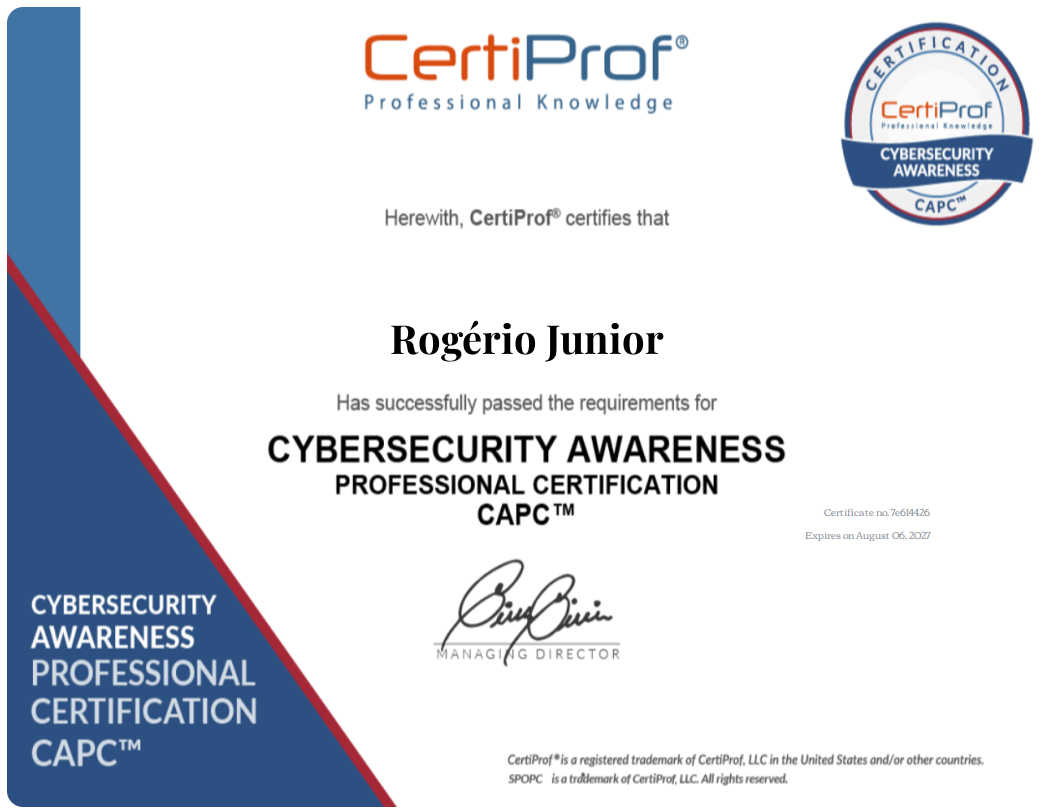 CertiProf®
Professional Knowledge
CERTIFICATION
CertiProf
Professional Knowledge
CYBERSECURITY
AWARENESS
CAPC™
Herewith, CertiProf® certifies that
Rogério Junior
Has successfully passed the requirements for
CYBERSECURITY AWARENESS
PROFESSIONAL CERTIFICATION
CAPC™
Certificate no. 7e614426
Expires on August 06, 2027
MANAGING DIRECTOR
CYBERSECURITY
AWARENESS
PROFESSIONAL
CERTIFICATION
CAPC™
CertiProf® is a registered trademark of CertiProf, LLC in the United States and/or other countries.
SPOPC is a trademark of CertiProf, LLC. All rights reserved.